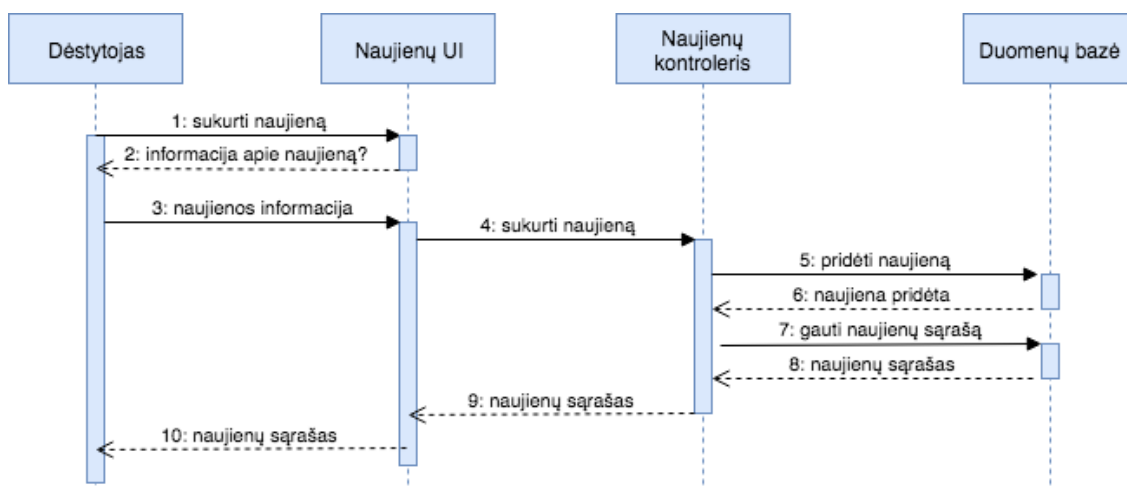 Dėstytojas
Naujienų UI
Naujienų
kontroleris
Duomenų bazė
1: sukurti naujieną
2: informacija apie naujieną?
3: naujienos informacija
4: sukurti naujieną
5: pridėti naujieną
6: naujiena pridėta
7: gauti naujienų sąrašą
8: naujienų sąrašas
9: naujienų sąrašas
10: naujienų sąrašas